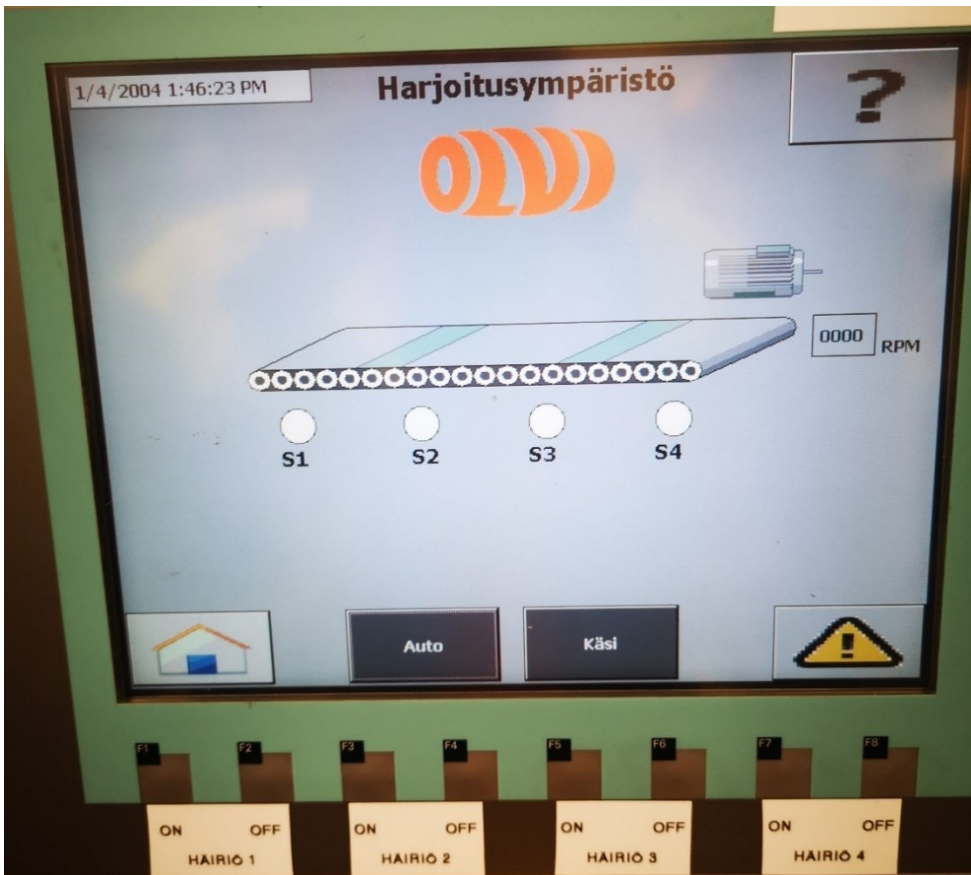 1/4/2004 1:46:23 PM
Harjoitusympäristö
?
OLVI
0000 RPM
S1 S2 S3 S4
Auto Käsi
F1 F2 F3 F4 F5 F6 F7 F8
ON OFF ON OFF ON OFF ON OFF
HÄIRIÖ 1 HÄIRIÖ 2 HÄIRIÖ 3 HÄIRIÖ 4